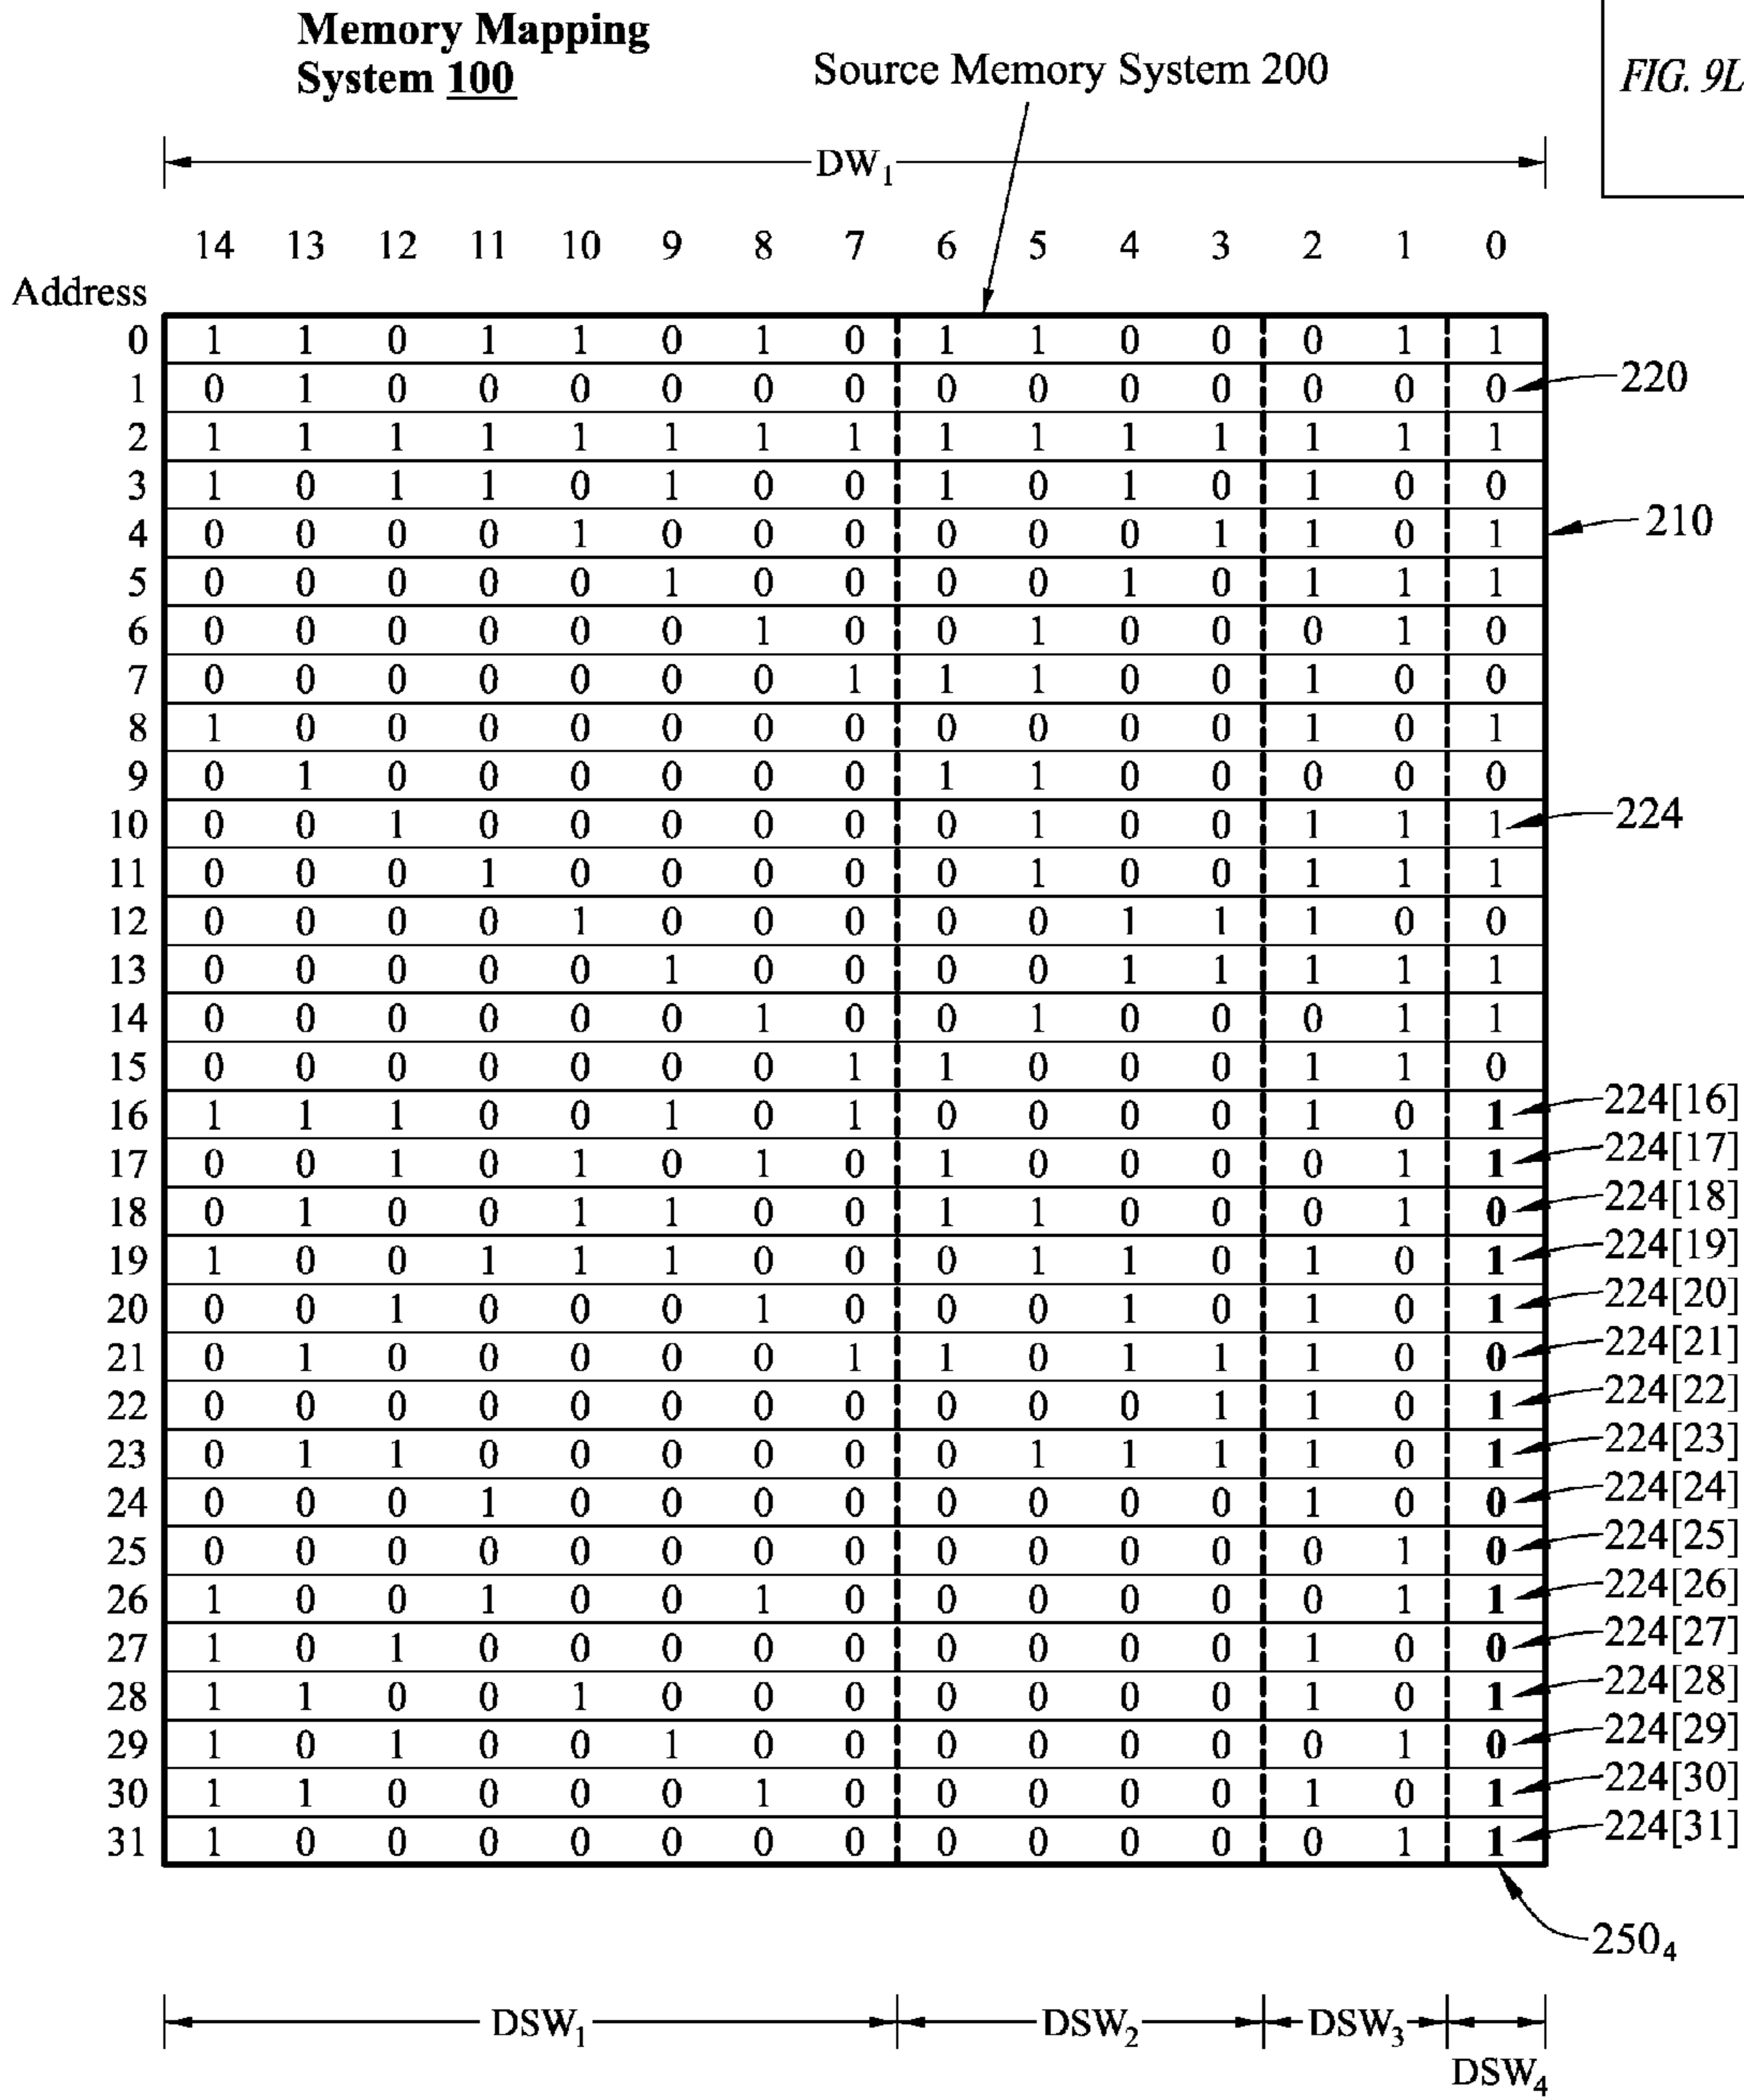 Memory Mapping
System 100
Source Memory System 200
FIG. 9L
DW1
14 13 12 11 10 9 8 7 6 5 4 3 2 1 0
Address
0 1 1 0 1 1 0 1 0 1 1 0 0 0 1 1
1 0 1 0 0 0 0 0 0 0 0 0 0 0 0 0 220
2 1 1 1 1 1 1 1 1 1 1 1 1 1 1 1
3 1 0 1 1 0 1 0 0 1 0 1 0 1 0 0
4 0 0 0 0 1 0 0 0 0 0 0 1 1 0 1 210
5 0 0 0 0 0 1 0 0 0 0 1 0 1 1 1
6 0 0 0 0 0 0 1 0 0 1 0 0 0 1 0
7 0 0 0 0 0 0 0 1 1 1 0 0 1 0 0
8 1 0 0 0 0 0 0 0 0 0 0 0 1 0 1
9 0 1 0 0 0 0 0 0 1 1 0 0 0 0 0
10 0 0 1 0 0 0 0 0 0 1 0 0 1 1 1 224
11 0 0 0 1 0 0 0 0 0 1 0 0 1 1 1
12 0 0 0 0 1 0 0 0 0 0 1 1 1 0 0
13 0 0 0 0 0 1 0 0 0 0 1 1 1 1 1
14 0 0 0 0 0 0 1 0 0 1 0 0 0 1 1
15 0 0 0 0 0 0 0 1 1 0 0 0 1 1 0
16 1 1 1 0 0 1 0 1 0 0 0 0 1 0 1 224[16]
17 0 0 1 0 1 0 1 0 1 0 0 0 0 1 1 224[17]
18 0 1 0 0 1 1 0 0 1 1 0 0 0 1 0 224[18]
19 1 0 0 1 1 1 0 0 0 1 1 0 1 0 1 224[19]
20 0 0 1 0 0 0 1 0 0 0 1 0 1 0 1 224[20]
21 0 1 0 0 0 0 0 1 1 0 1 1 1 0 0 224[21]
22 0 0 0 0 0 0 0 0 0 0 0 1 1 0 1 224[22]
23 0 1 1 0 0 0 0 0 0 1 1 1 1 0 1 224[23]
24 0 0 0 1 0 0 0 0 0 0 0 0 1 0 0 224[24]
25 0 0 0 0 0 0 0 0 0 0 0 0 0 1 0 224[25]
26 1 0 0 1 0 0 1 0 0 0 0 0 0 1 1 224[26]
27 1 0 1 0 0 0 0 0 0 0 0 0 1 0 0 224[27]
28 1 1 0 0 1 0 0 0 0 0 0 0 1 0 1 224[28]
29 1 0 1 0 0 1 0 0 0 0 0 0 0 1 0 224[29]
30 1 1 0 0 0 0 1 0 0 0 0 0 1 0 1 224[30]
31 1 0 0 0 0 0 0 0 0 0 0 0 0 1 1 224[31]
250₄
DSW₁ DSW₂ DSW₃
DSW₄